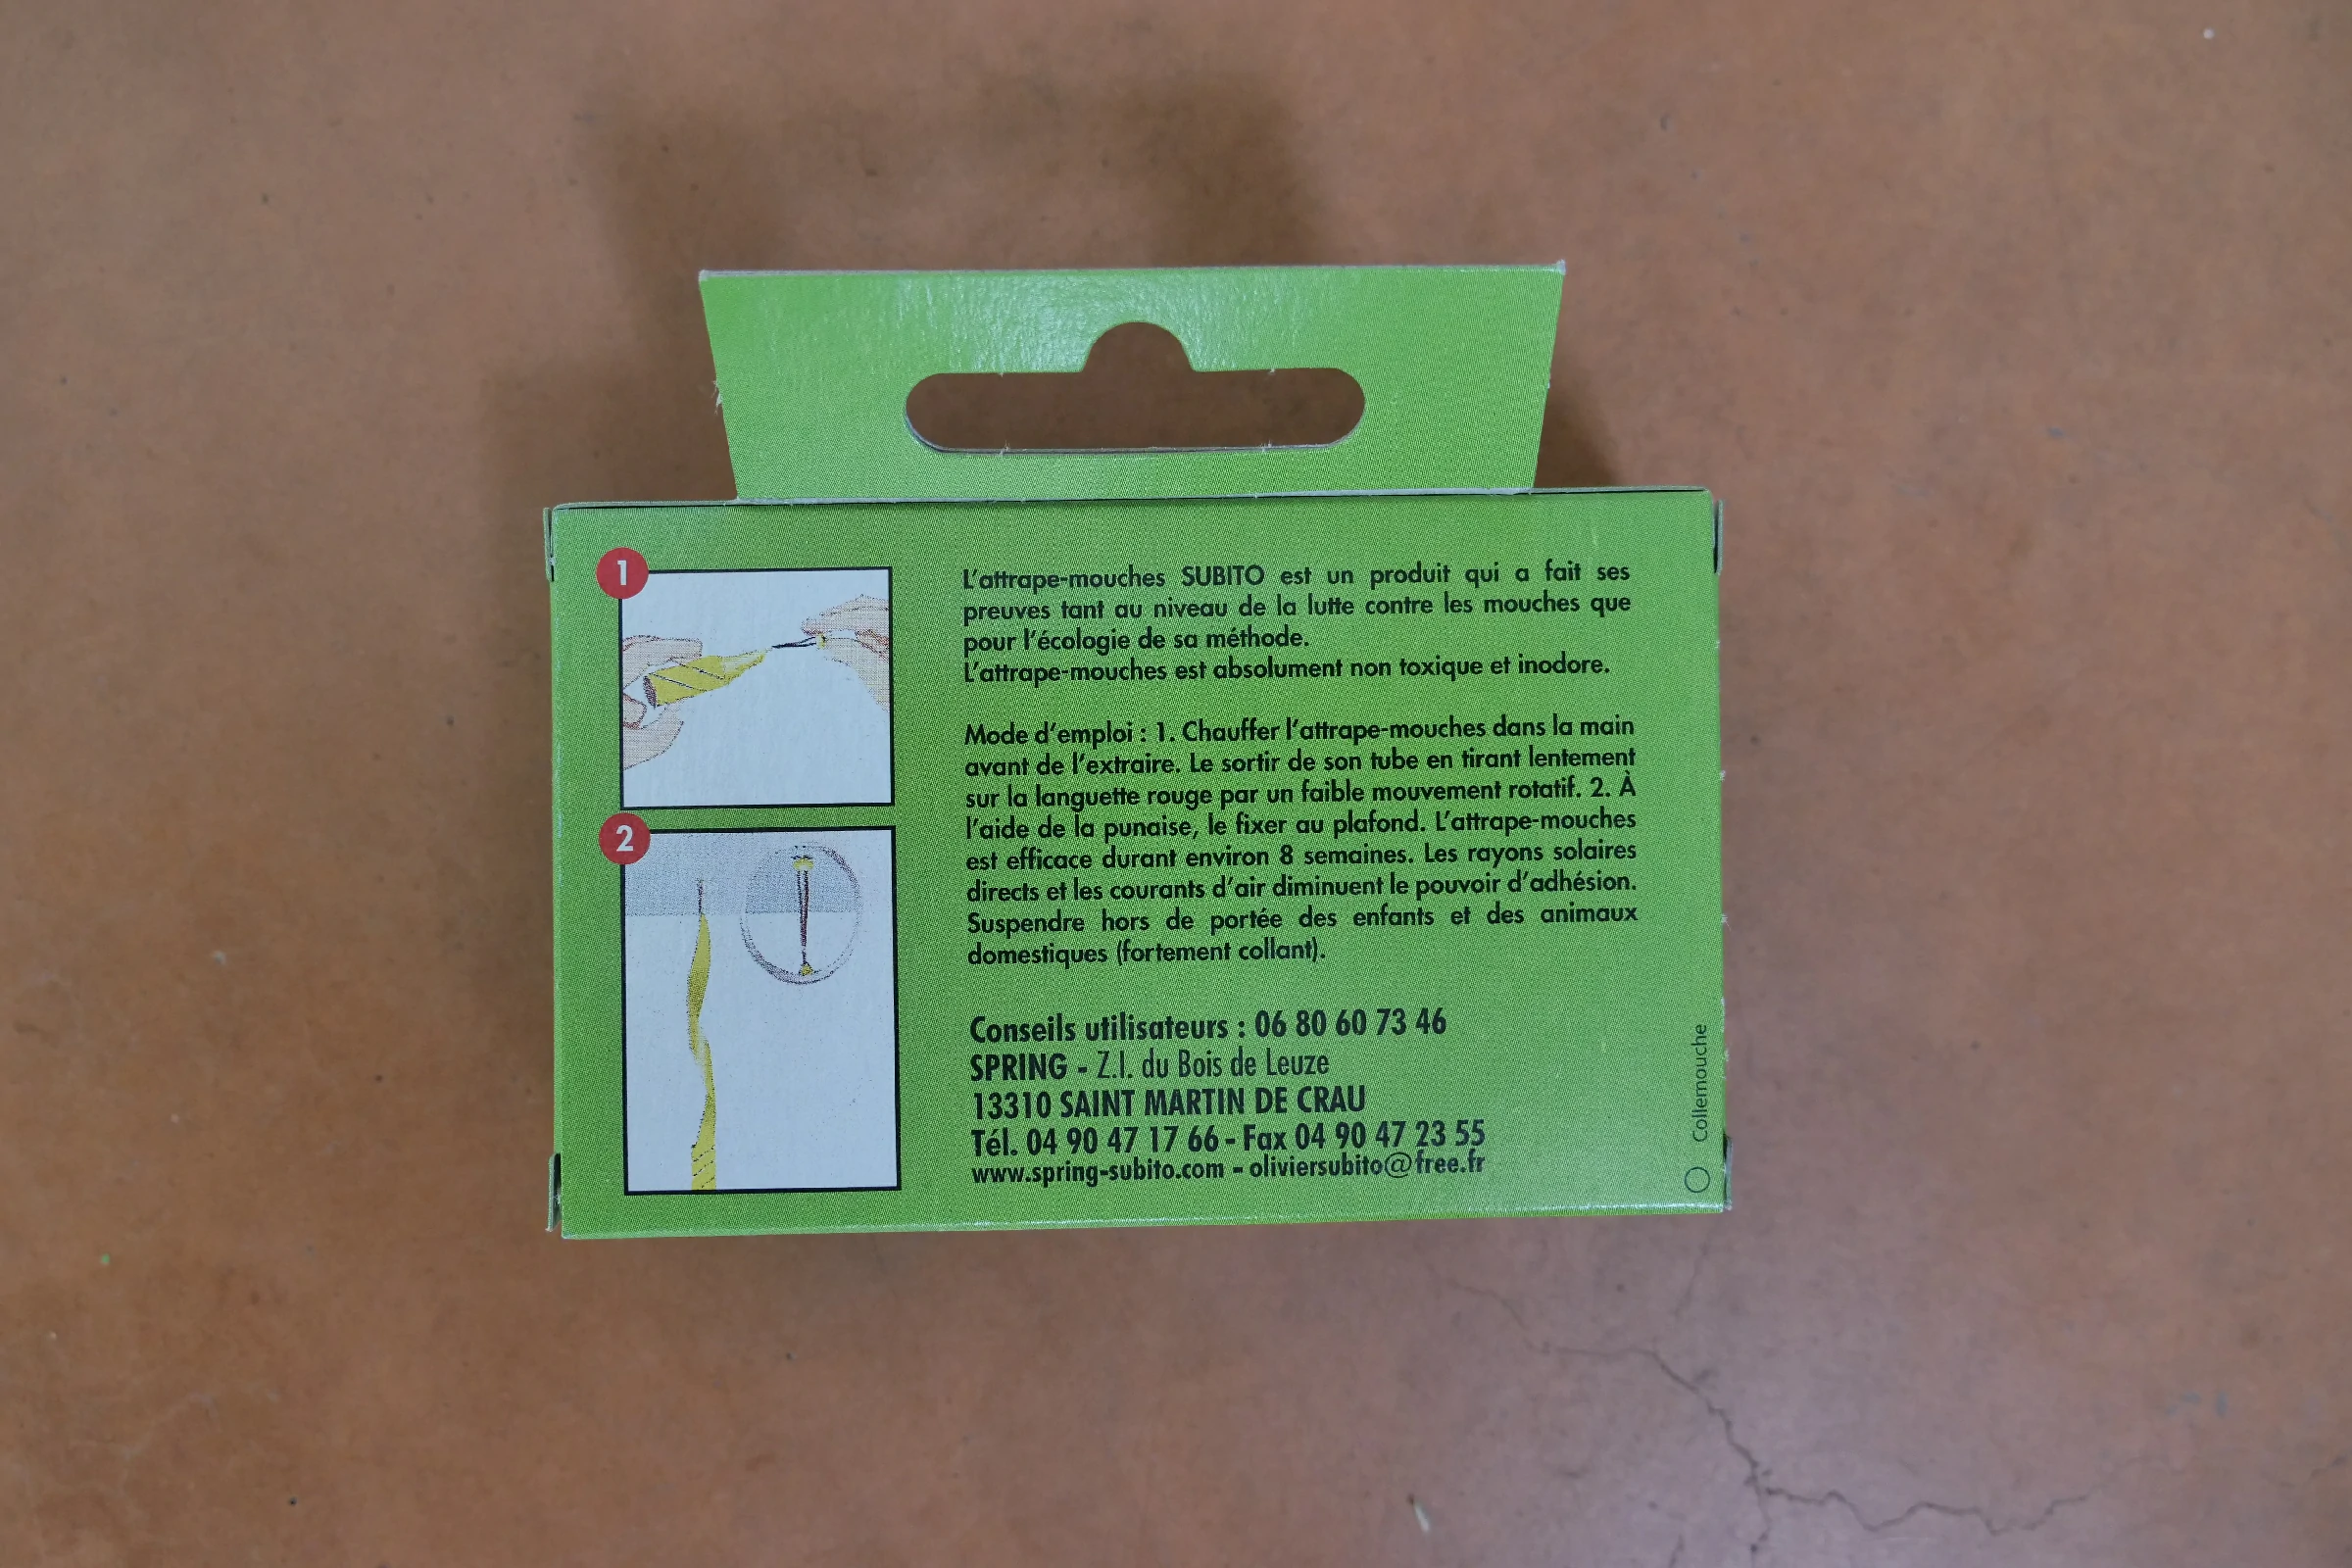 1
2
L'attrape-mouches SUBITO est un produit qui a fait ses
preuves tant au niveau de la lutte contre les mouches que
pour l'écologie de sa méthode.
L'attrape-mouches est absolument non toxique et inodore.
Mode d'emploi : 1. Chauffer l'attrape-mouches dans la main
avant de l'extraire. Le sortir de son tube en tirant lentement
sur la languette rouge par un faible mouvement rotatif. 2. À
l'aide de la punaise, le fixer au plafond. L'attrape-mouches
est efficace durant environ 8 semaines. Les rayons solaires
directs et les courants d'air diminuent le pouvoir d'adhésion.
Suspendre hors de portée des enfants et des animaux
domestiques (fortement collant).
Conseils utilisateurs : 06 80 60 73 46
SPRING - Z.I. du Bois de Leuze
13310 SAINT MARTIN DE CRAU
Tél. 04 90 47 17 66 - Fax 04 90 47 23 55
www.spring-subito.com - oliviersubito@free.fr
Collemouche